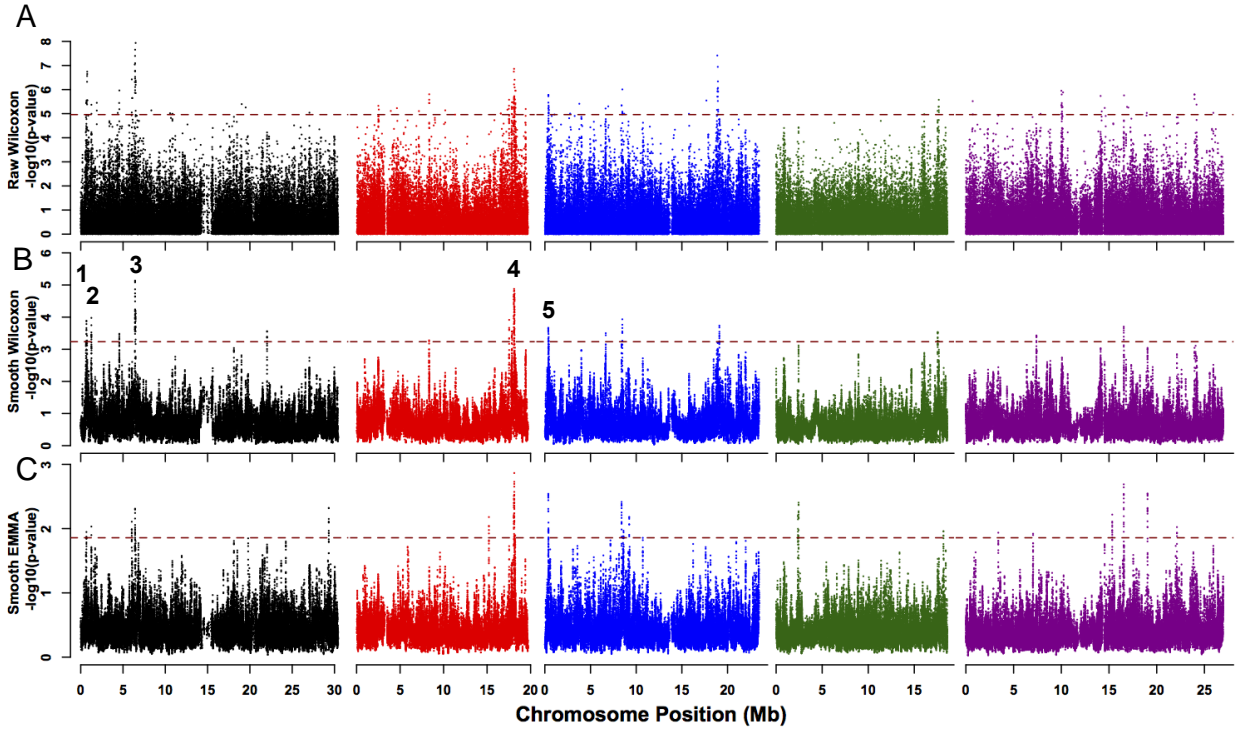 A
Raw Wilcoxon
-log10(p-value)
8
7
6
5
4
3
2
1
0
B
Smooth Wilcoxon
-log10(p-value)
6
5
4
3
2
1
0
1
2
3
4
5
C
Smooth EMMA
-log10(p-value)
3
2
1
0
0 5 10 15 20 25 30 0 5 10 15 20 0 5 10 15 20 0 5 10 15 0 5 10 15 20 25
Chromosome Position (Mb)